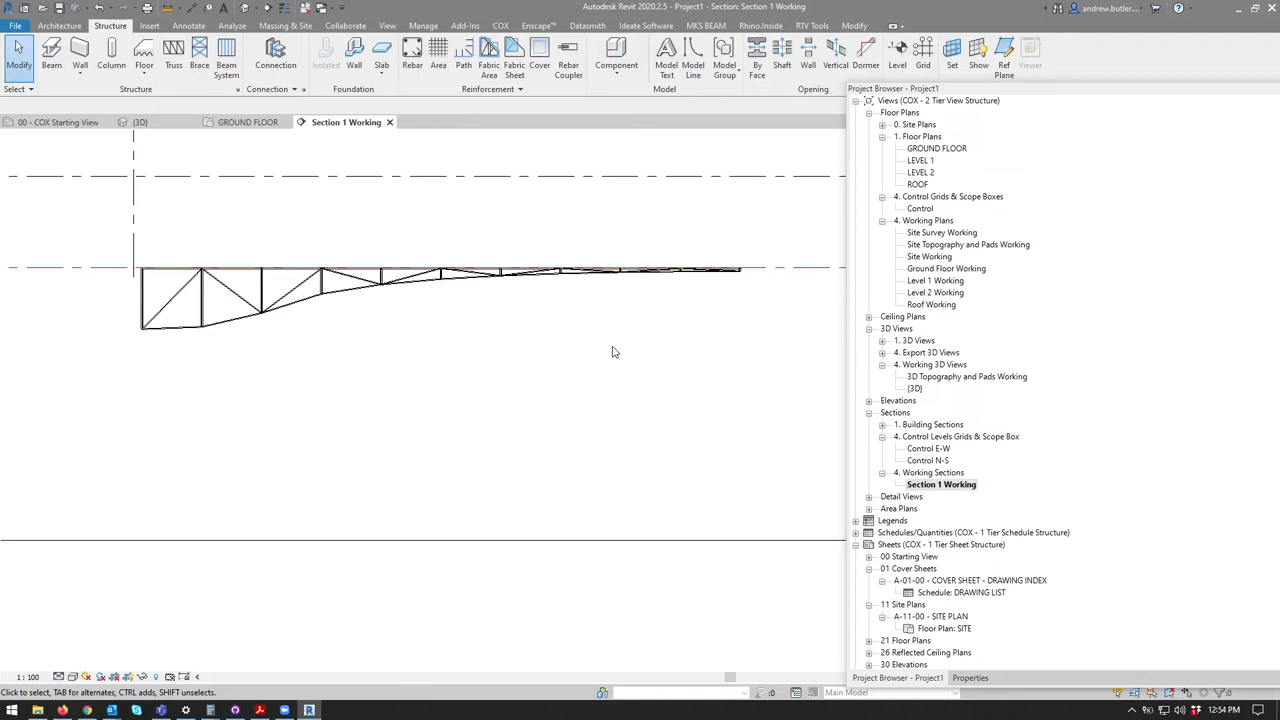 Autodesk Revit 2020.2.5 - Project1 - Section: Section 1 Working
andrew.butler...
File Architecture Structure Steel Precast Systems Insert Annotate Analyze Massing & Site Collaborate View Manage Add-Ins COX Enscape™ Datasmith Ideate Software MKS BEAM Rhino.Inside RTV Tools Modify
Modify Beam Wall Column Floor Truss Brace Beam System Connection Isolated Wall Slab Rebar Area Path Fabric Area Fabric Sheet Cover Rebar Coupler Component Model Text Model Line Model Group By Face Shaft Wall Vertical Dormer Level Grid Set Show Ref Plane Viewer
Select Structure Connection Foundation Reinforcement Model Opening
Project Browser - Project1
00 - COX Starting View {3D} GROUND FLOOR Section 1 Working
Views (COX - 2 Tier View Structure)
Floor Plans
0. Site Plans
1. Floor Plans
GROUND FLOOR
LEVEL 1
LEVEL 2
ROOF
4. Control Grids & Scope Boxes
Control
4. Working Plans
Site Survey Working
Site Topography and Pads Working
Site Working
Ground Floor Working
Level 1 Working
Level 2 Working
Roof Working
Ceiling Plans
3D Views
1. 3D Views
4. Export 3D Views
4. Working 3D Views
3D Topography and Pads Working
{3D}
Elevations
Sections
1. Building Sections
4. Control Levels Grids & Scope Box
Control E-W
Control N-S
4. Working Sections
Section 1 Working
Detail Views
Area Plans
Legends
Schedules/Quantities (COX - 1 Tier Schedule Structure)
Sheets (COX - 1 Tier Sheet Structure)
00 Starting View
01 Cover Sheets
A-01-00 - COVER SHEET - DRAWING INDEX
Schedule: DRAWING LIST
11 Site Plans
A-11-00 - SITE PLAN
Floor Plan: SITE
21 Floor Plans
26 Reflected Ceiling Plans
30 Elevations
1 : 100
Project Browser - Project1 Properties
Click to select, TAB for alternates, CTRL adds, SHIFT unselects.
:0 Main Model :0
12:54 PM